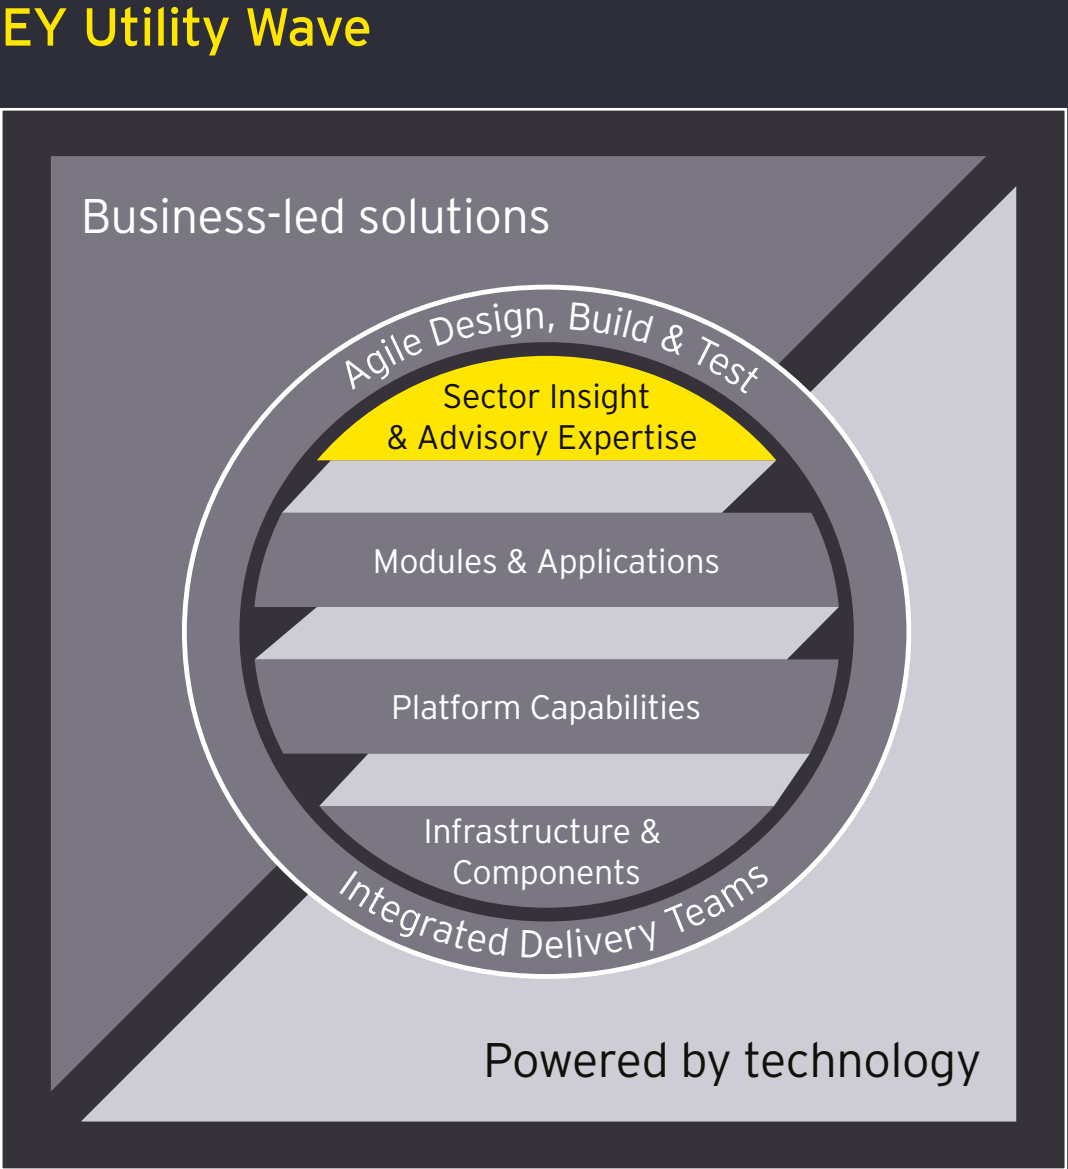 EY Utility Wave
Business-led solutions
Agile Design, Build & Test
Sector Insight
& Advisory Expertise
Modules & Applications
Platform Capabilities
Infrastructure &
Components
Integrated Delivery Teams
Powered by technology